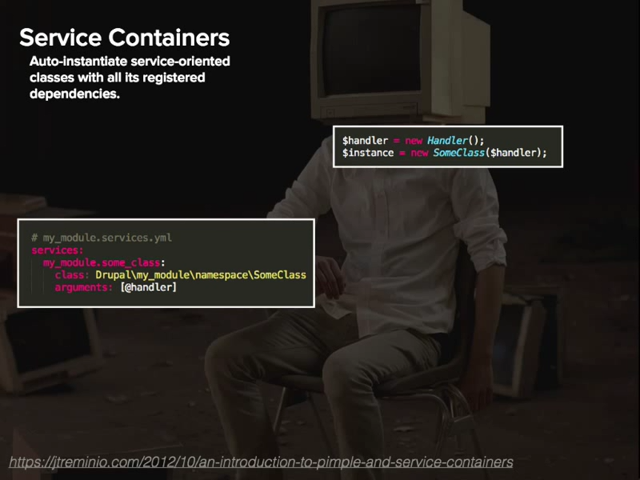 Service Containers
Auto-instantiate service-oriented
classes with all its registered
dependencies.
$handler = new Handler();
$instance = new SomeClass($handler);
# my_module.services.yml
services:
my_module.some_class:
class: Drupal\my_module\namespace\SomeClass
arguments: [@handler]
https://jtreminio.com/2012/10/an-introduction-to-pimple-and-service-containers